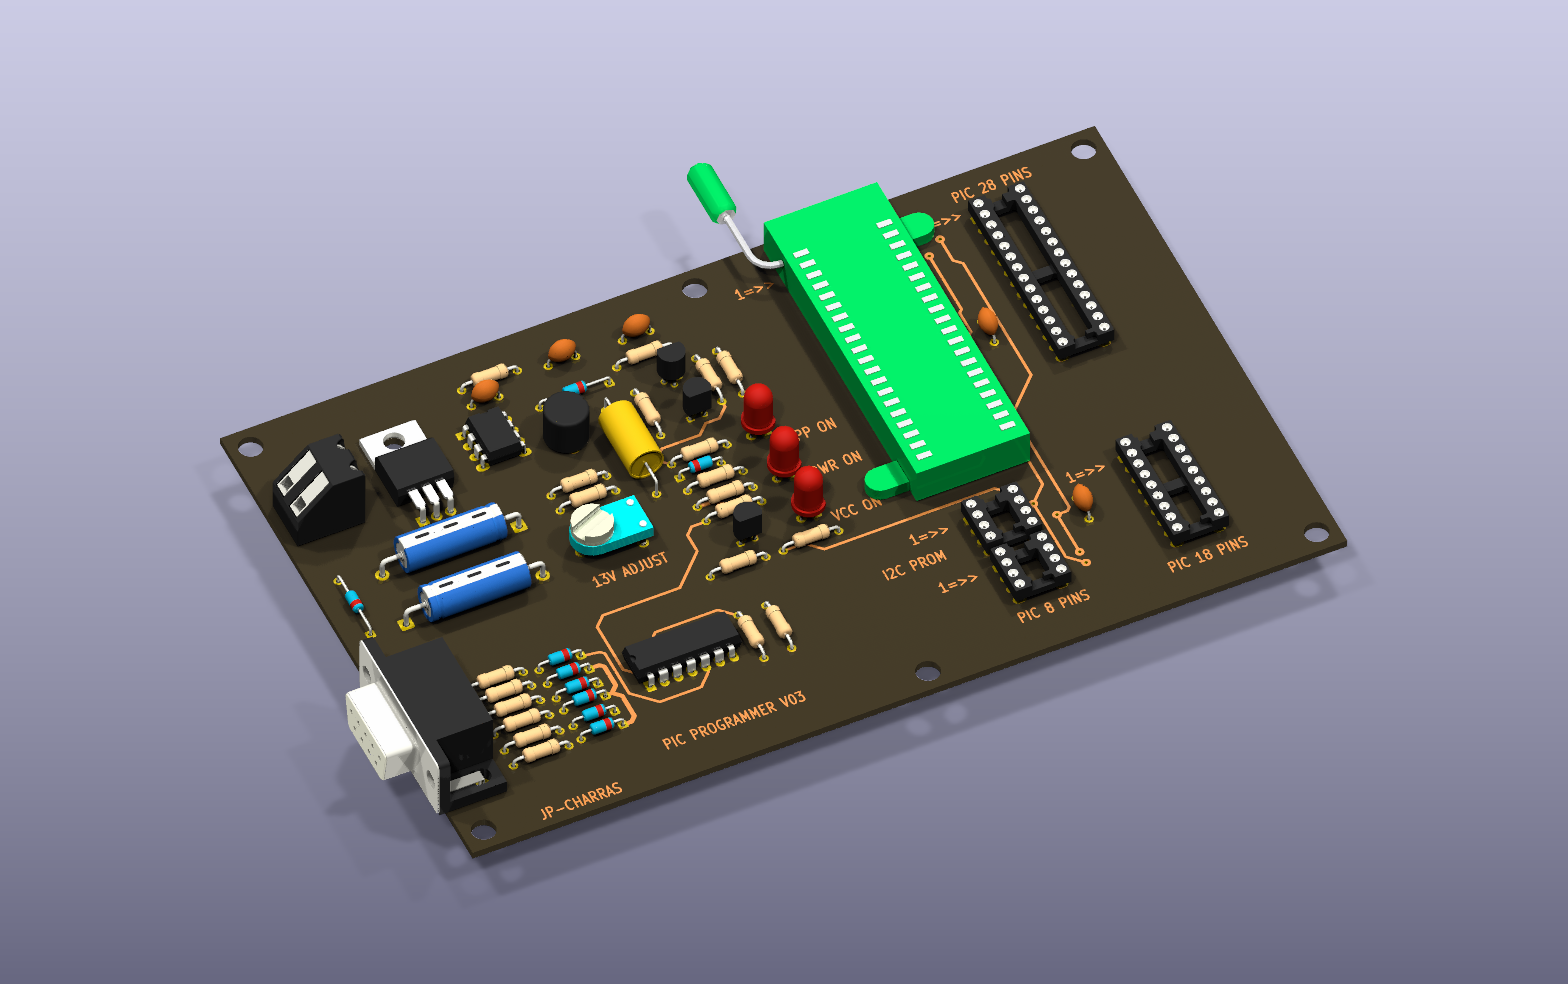 PIC 28 PINS
=>>
1=>>
PP ON
WR ON
VCC ON
1=>>
1=>>
I2C PROM
1=>>
PIC 18 PINS
PIC 8 PINS
13V ADJUST
PIC PROGRAMMER V03
JP-CHARRAS